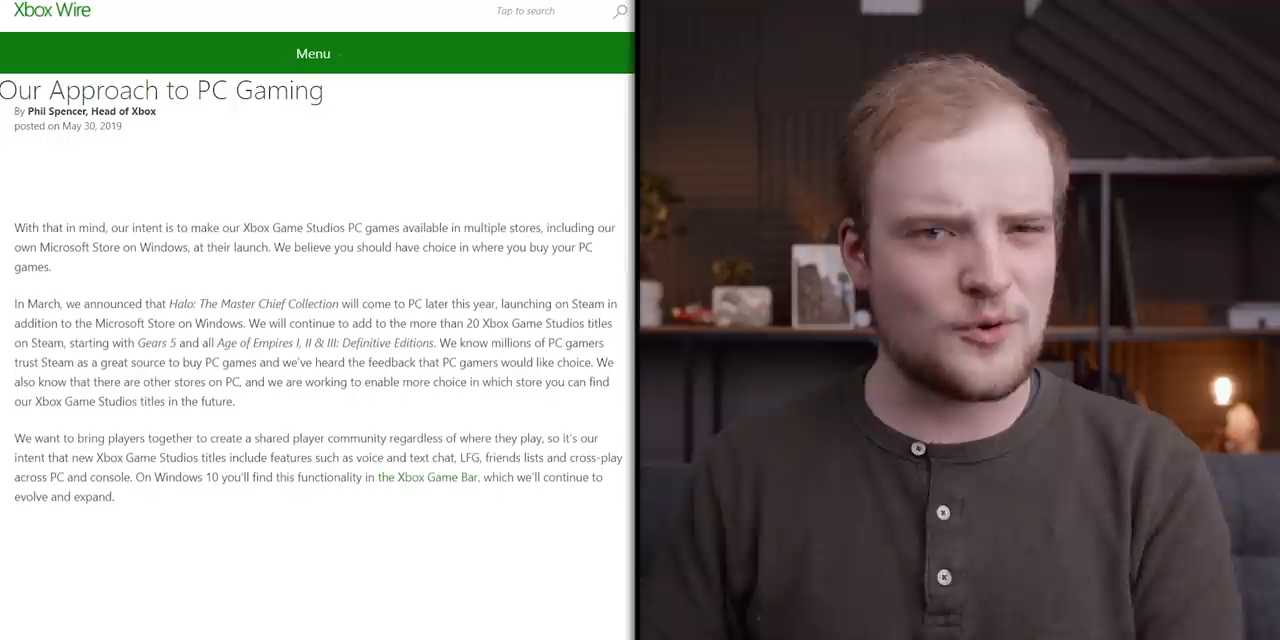 Xbox Wire
Tap to search
Menu
Our Approach to PC Gaming
By Phil Spencer, Head of Xbox
posted on May 30, 2019
With that in mind, our intent is to make our Xbox Game Studios PC games available in multiple stores, including our
own Microsoft Store on Windows, at their launch. We believe you should have choice in where you buy your PC
games.
In March, we announced that Halo: The Master Chief Collection will come to PC later this year, launching on Steam in
addition to the Microsoft Store on Windows. We will continue to add to the more than 20 Xbox Game Studios titles
on Steam, starting with Gears 5 and all Age of Empires I, II & III: Definitive Editions. We know millions of PC gamers
trust Steam as a great source to buy PC games and we've heard the feedback that PC gamers would like choice. We
also know that there are other stores on PC, and we are working to enable more choice in which store you can find
our Xbox Game Studios titles in the future.
We want to bring players together to create a shared player community regardless of where they play, so it's our
intent that new Xbox Game Studios titles include features such as voice and text chat, LFG, friends lists and cross-play
across PC and console. On Windows 10 you'll find this functionality in the Xbox Game Bar, which we'll continue to
evolve and expand.